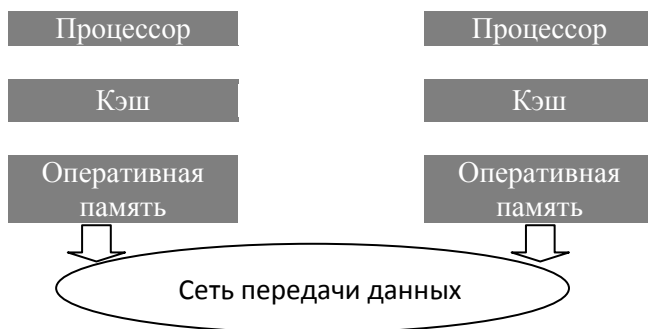 Процессор
Процессор
Кэш
Кэш
Оперативная
память
Оперативная
память
Сеть передачи данных